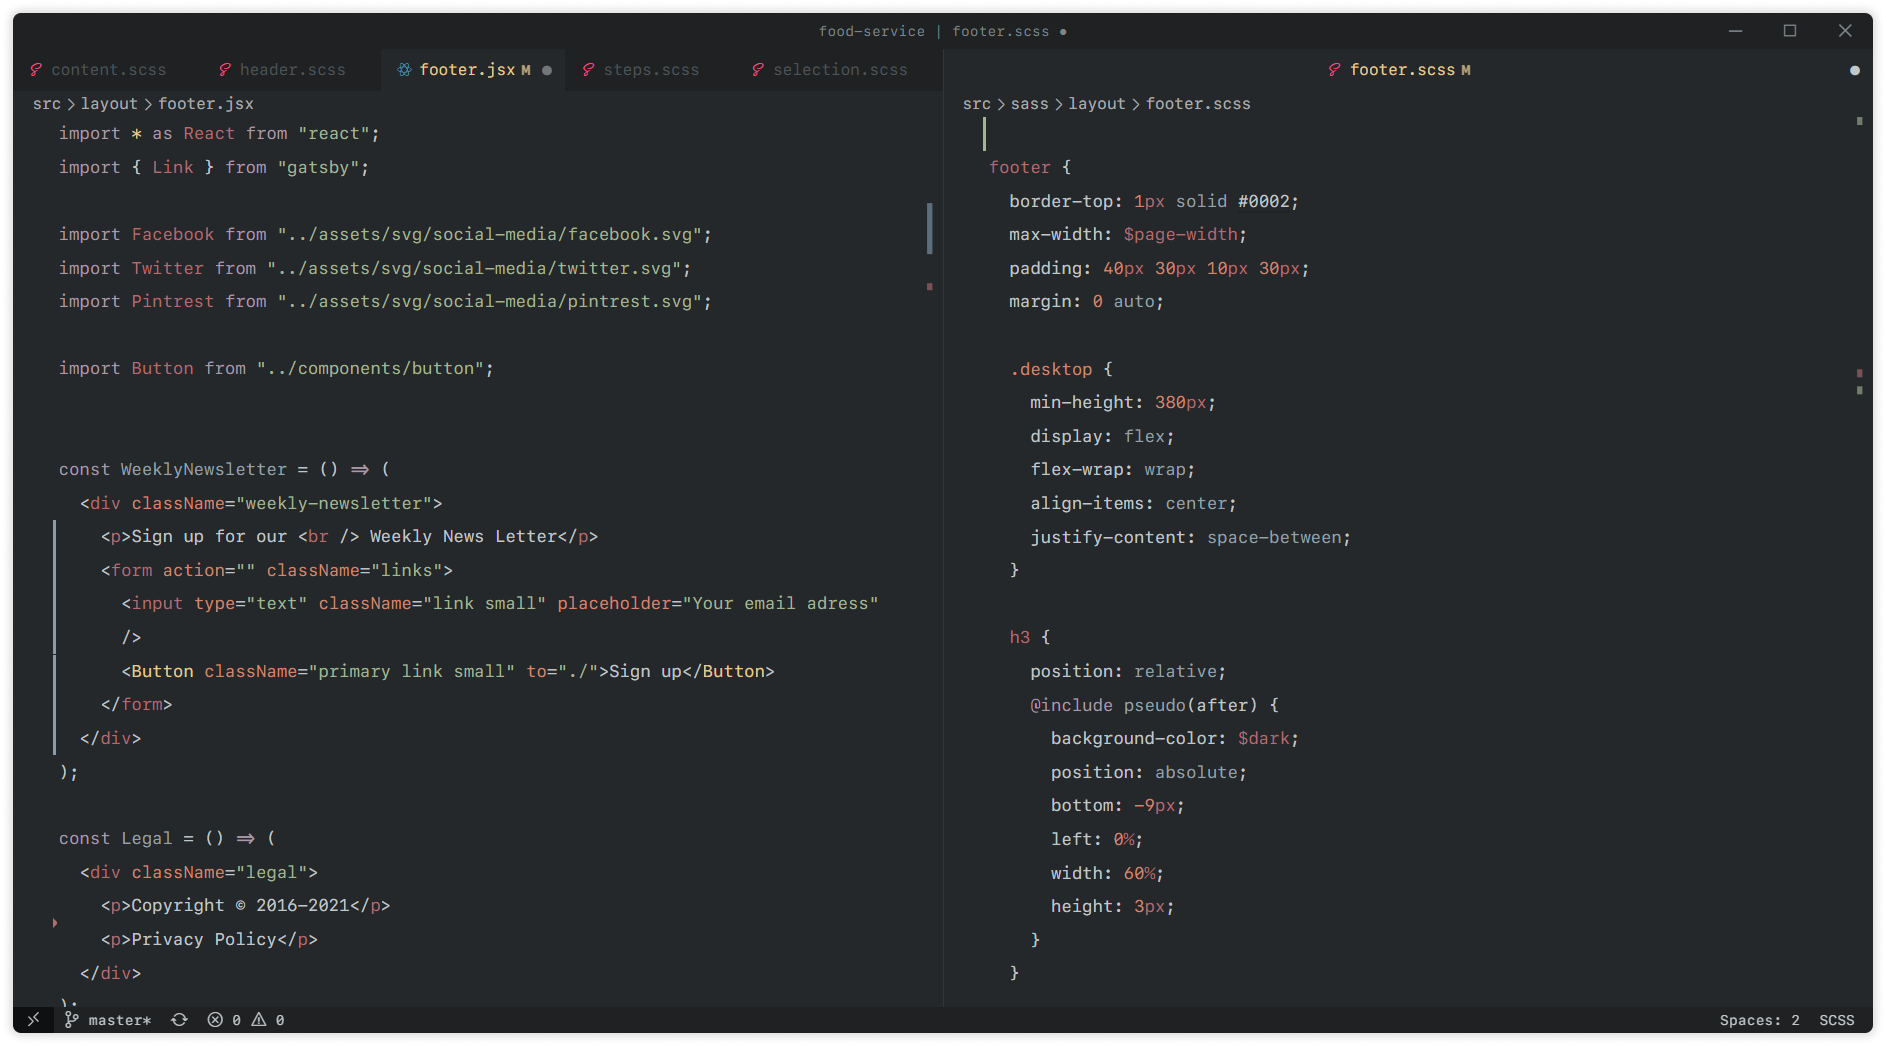 food-service | footer.scss ●
content.scss header.scss footer.jsx M ● steps.scss selection.scss
src > layout > footer.jsx
import * as React from "react";
import { Link } from "gatsby";
import Facebook from "../assets/svg/social-media/facebook.svg";
import Twitter from "../assets/svg/social-media/twitter.svg";
import Pintrest from "../assets/svg/social-media/pintrest.svg";
import Button from "../components/button";
const WeeklyNewsletter = () => (
<div className="weekly-newsletter">
<p>Sign up for our <br /> Weekly News Letter</p>
<form action="" className="links">
<input type="text" className="link small" placeholder="Your email adress"
/>
<Button className="primary link small" to="./">Sign up</Button>
</form>
</div>
);
const Legal = () => (
<div className="legal">
<p>Copyright © 2016-2021</p>
<p>Privacy Policy</p>
</div>
);
footer.scss M
src > sass > layout > footer.scss
footer {
border-top: 1px solid #0002;
max-width: $page-width;
padding: 40px 30px 10px 30px;
margin: 0 auto;
.desktop {
min-height: 380px;
display: flex;
flex-wrap: wrap;
align-items: center;
justify-content: space-between;
}
h3 {
position: relative;
@include pseudo(after) {
background-color: $dark;
position: absolute;
bottom: -9px;
left: 0%;
width: 60%;
height: 3px;
}
}
master* 0 0
Spaces: 2 SCSS